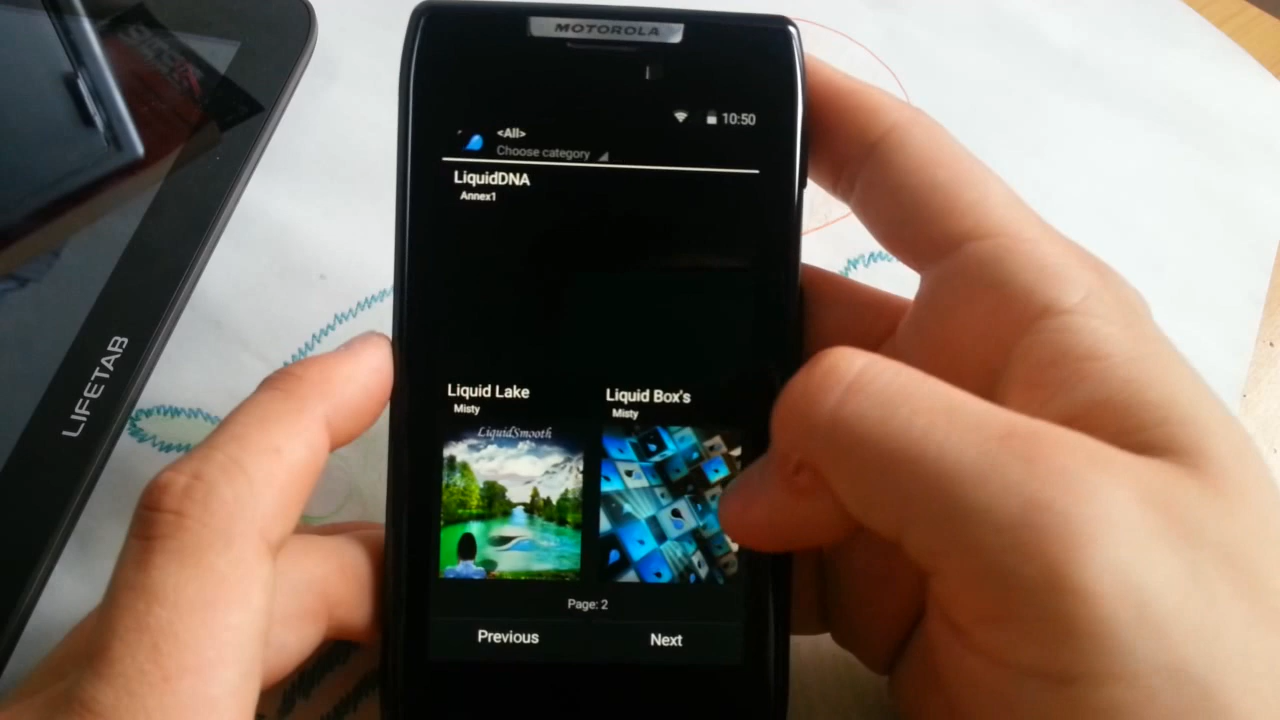 MOTOROLA
10:50
<All>
Choose category
LiquidDNA
Annex1
Liquid Lake
Misty
LiquidSmooth
Liquid Box's
Misty
Page: 2
Previous
Next
LIFETAB